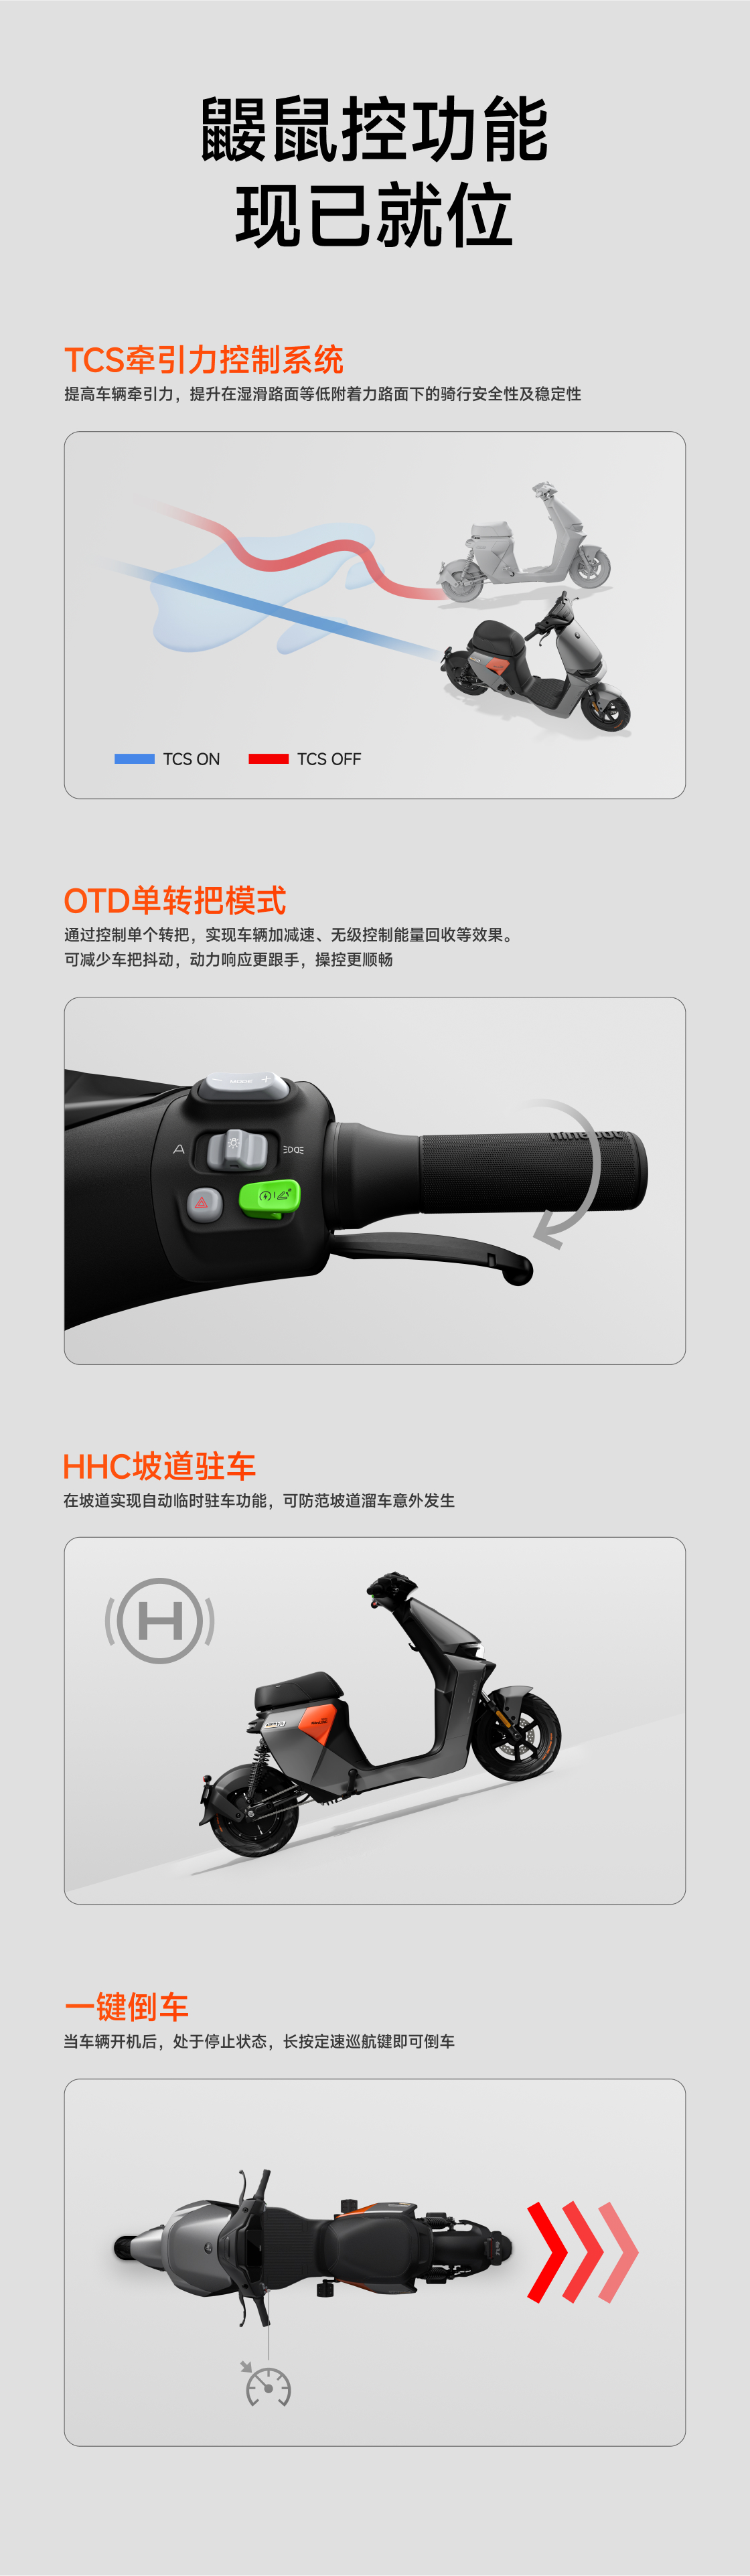 鼹鼠控功能
现已就位
TCS牵引力控制系统
提高车辆牵引力，提升在湿滑路面等低附着力路面下的骑行安全性及稳定性
TCS ON
TCS OFF
OTD单转把模式
通过控制单个转把，实现车辆加减速、无级控制能量回收等效果。
可减少车把抖动，动力响应更跟手，操控更顺畅
− MODE +
A
ninebot
HHC坡道驻车
在坡道实现自动临时驻车功能，可防范坡道溜车意外发生
H
一键倒车
当车辆开机后，处于停止状态，长按定速巡航键即可倒车